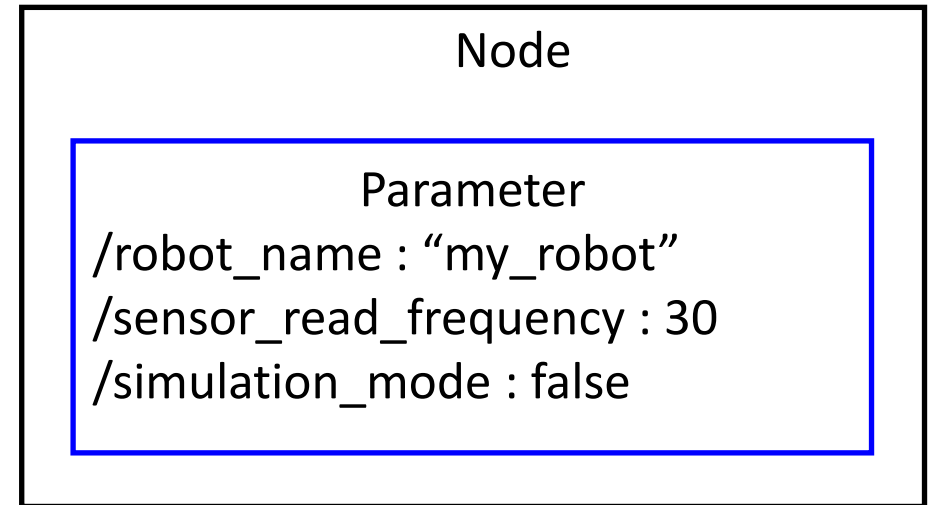 Node
Parameter
/robot_name : “my_robot”
/sensor_read_frequency : 30
/simulation_mode : false